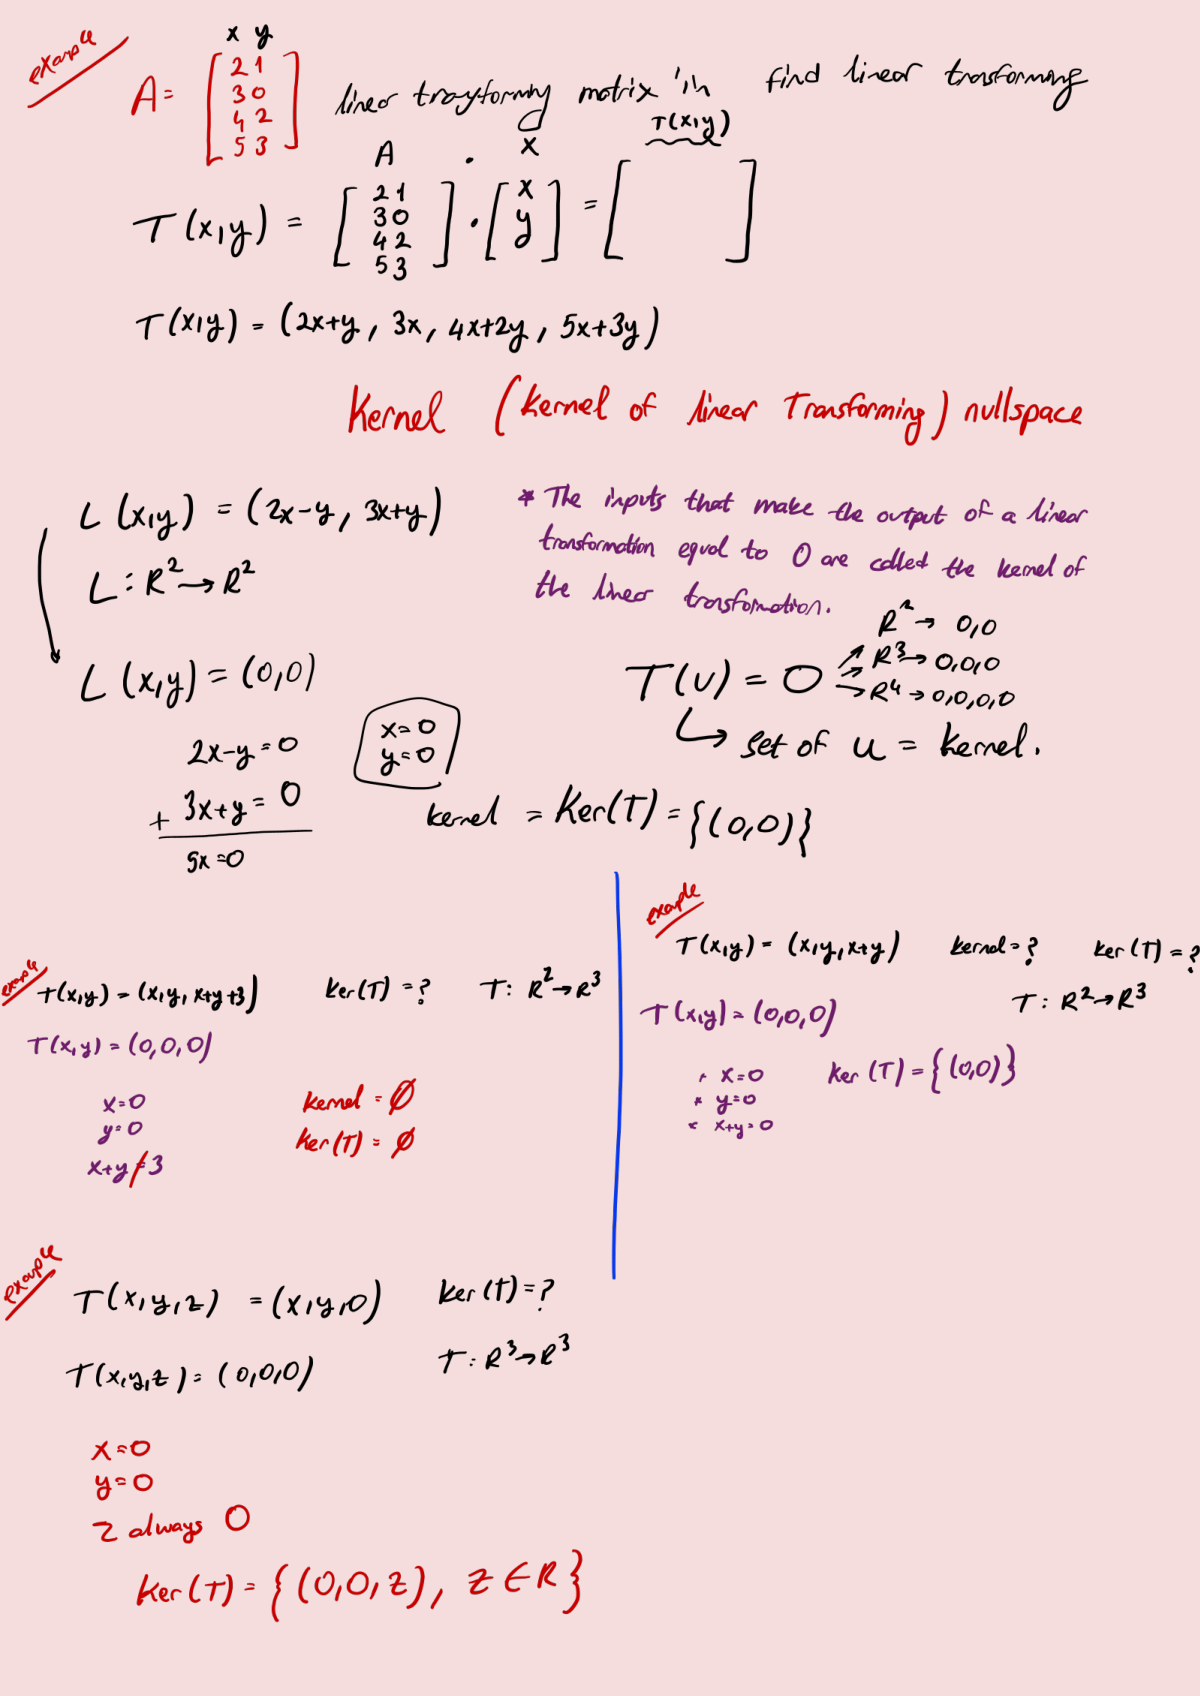 example
x y
A = [2 1
3 0
4 2
5 3]
linear trayforming matrix 'in find linear transforming
A . x
T(x,y)
T(x,y) = [2 1
3 0
4 2
5 3] . [x
y] = [ ]
T(x,y) = (2x+y, 3x, 4x+2y, 5x+3y)
Kernel (kernel of linear Transforming) nullspace
L(x,y) = (2x-y, 3x+y)
L: R² → R²
L(x,y) = (0,0)
2x-y=0
+ 3x+y=0
5x=0
x=0
y=0
* The inputs that make the output of a linear
transformation equal to 0 are called the kernel of
the linear transformation.
R² → 0,0
T(u) = 0 → R³ → 0,0,0
→ R⁴ → 0,0,0,0
↳ set of u = kernel.
kernel = Ker(T) = {(0,0)}
example
T(x,y) = (x,y, x+y+3) Ker(T)=? T: R² → R³
T(x,y) = (0,0,0)
x=0
y=0
x+y≠3
kernel = ∅
Ker(T) = ∅
example
T(x,y) = (x,y,x+y) kernel=? Ker(T)=?
T: R² → R³
T(x,y) = (0,0,0)
* x=0
* y=0
* x+y=0
Ker(T) = {(0,0)}
example
T(x,y,z) = (x,y,0) Ker(T)=?
T(x,y,z) = (0,0,0) T: R³ → R³
x=0
y=0
z always 0
Ker(T) = {(0,0,z), z ∈ R}